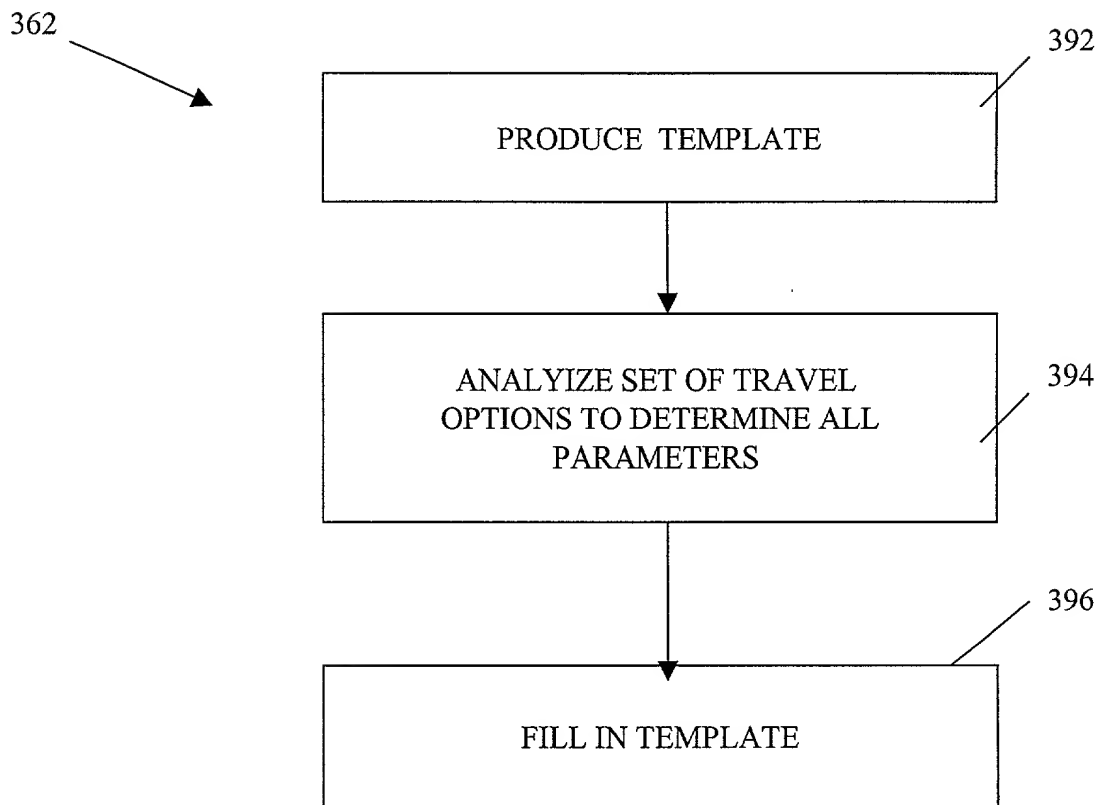 362
392
PRODUCE TEMPLATE
394
ANALYIZE SET OF TRAVEL
OPTIONS TO DETERMINE ALL
PARAMETERS
396
FILL IN TEMPLATE